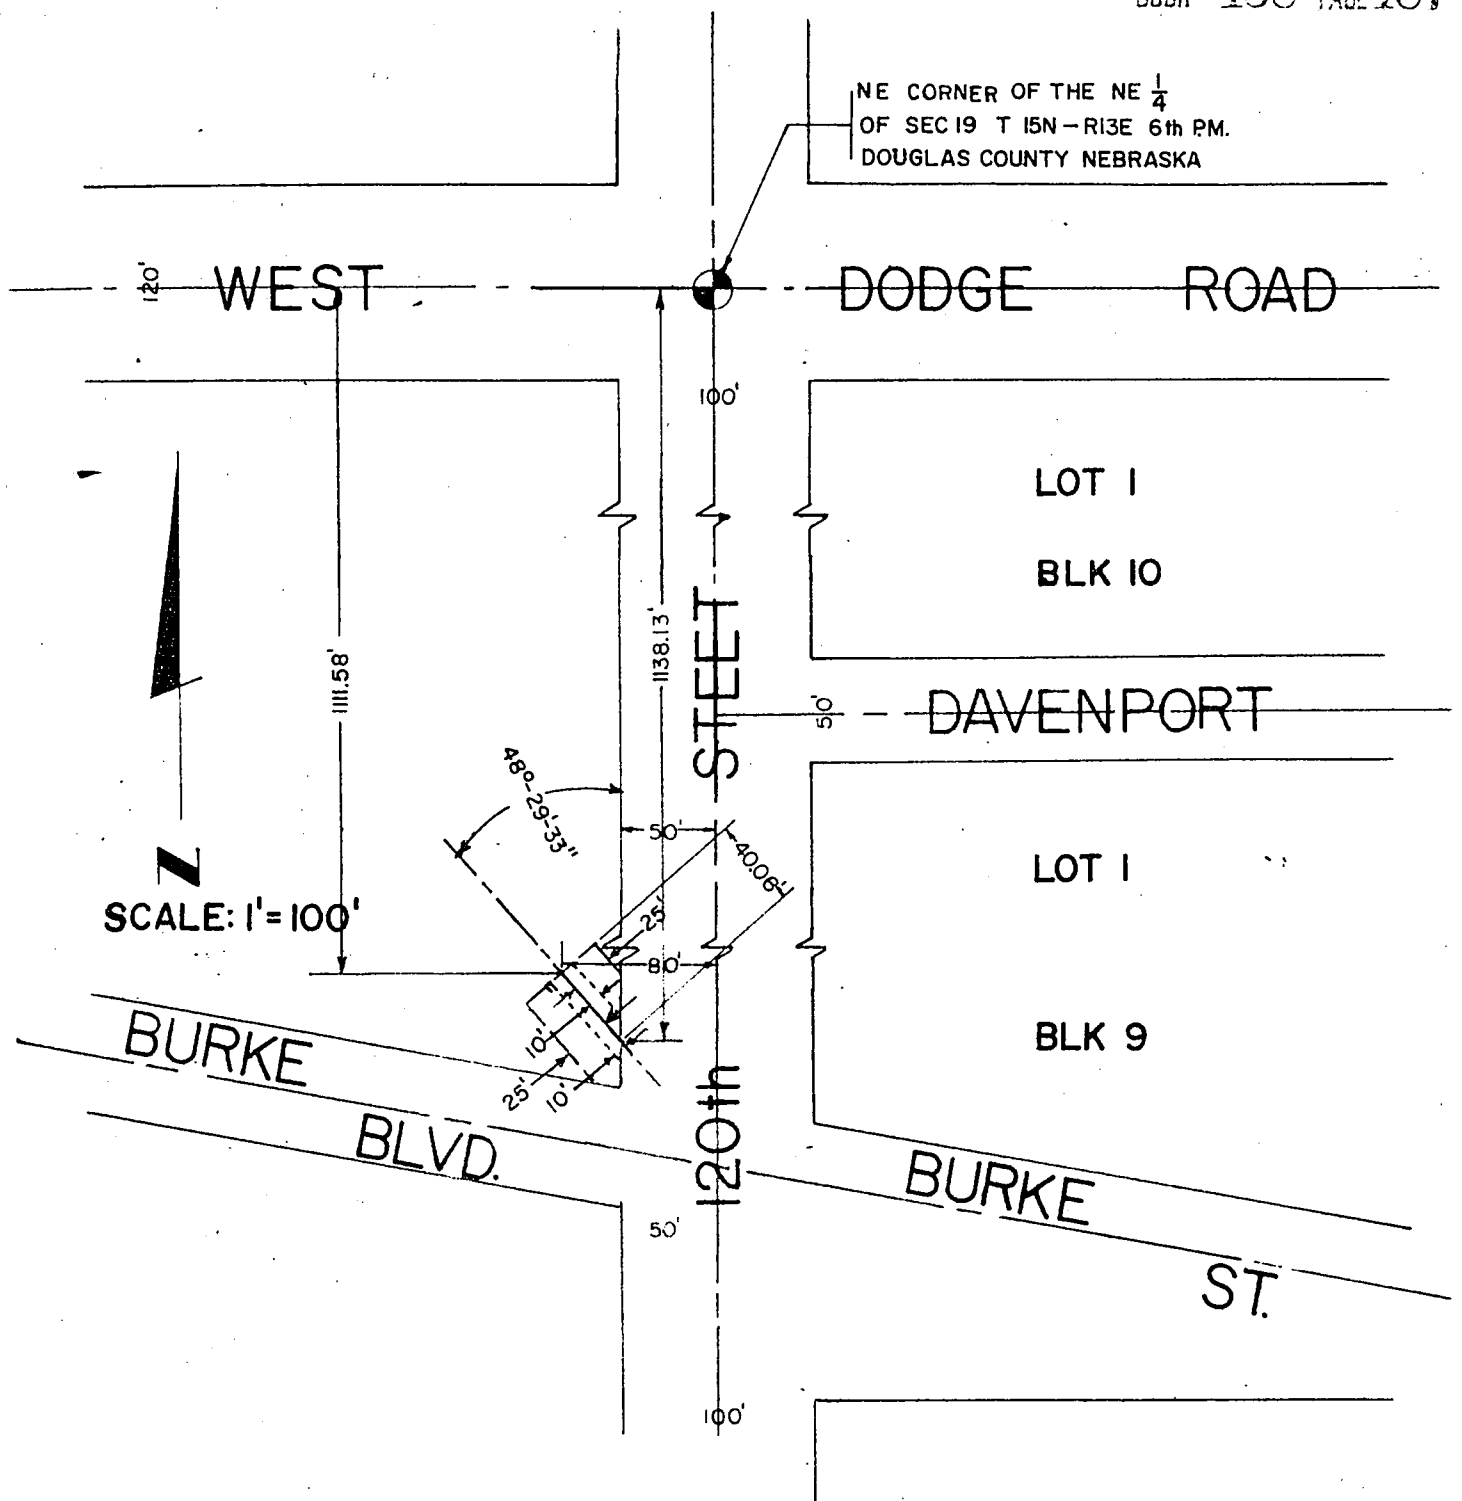 NE CORNER OF THE NE 1/4
OF SEC 19 T 15N-R13E 6th P.M.
DOUGLAS COUNTY NEBRASKA
120'
WEST DODGE ROAD
100'
LOT 1
BLK 10
1111.58'
1138.13'
STEET
50'
DAVENPORT
48°-29'-33"
50'
40.06'
LOT 1
N
SCALE: 1'=100'
25'
80'
BURKE
10'
25'
10'
BLK 9
120th
BLVD.
BURKE
50'
ST.
100'